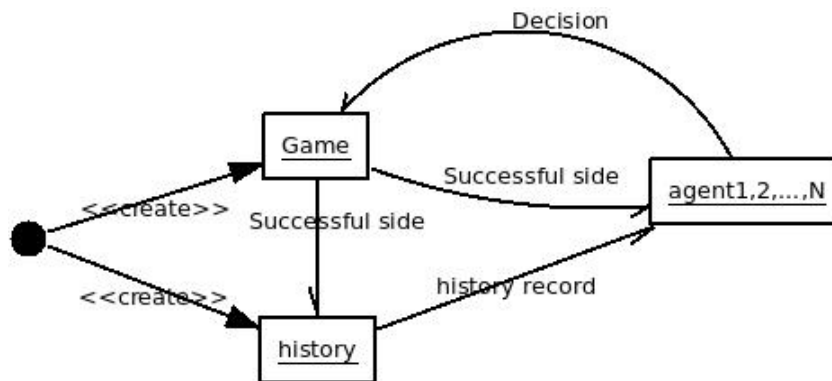 Decision
Game
Successful side
agent1,2,...,N
<<create>>
Successful side
history record
<<create>>
history